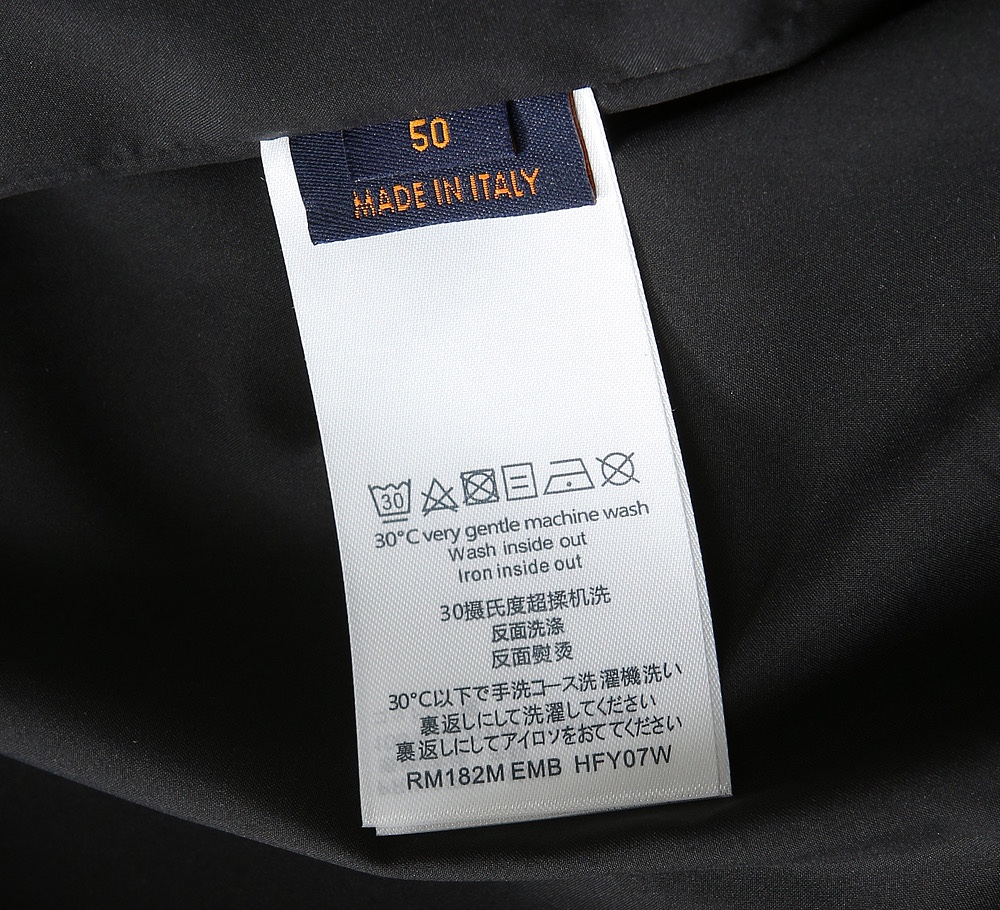 50
MADE IN ITALY
30
30°C very gentle machine wash
Wash inside out
Iron inside out
30摄氏度超揉机洗
反面洗涤
反面熨烫
30°C以下で手洗コース洗濯機洗い
裏返しにして洗濯してください
裏返しにしてアイロソをおててください
RM182M EMB HFY07W